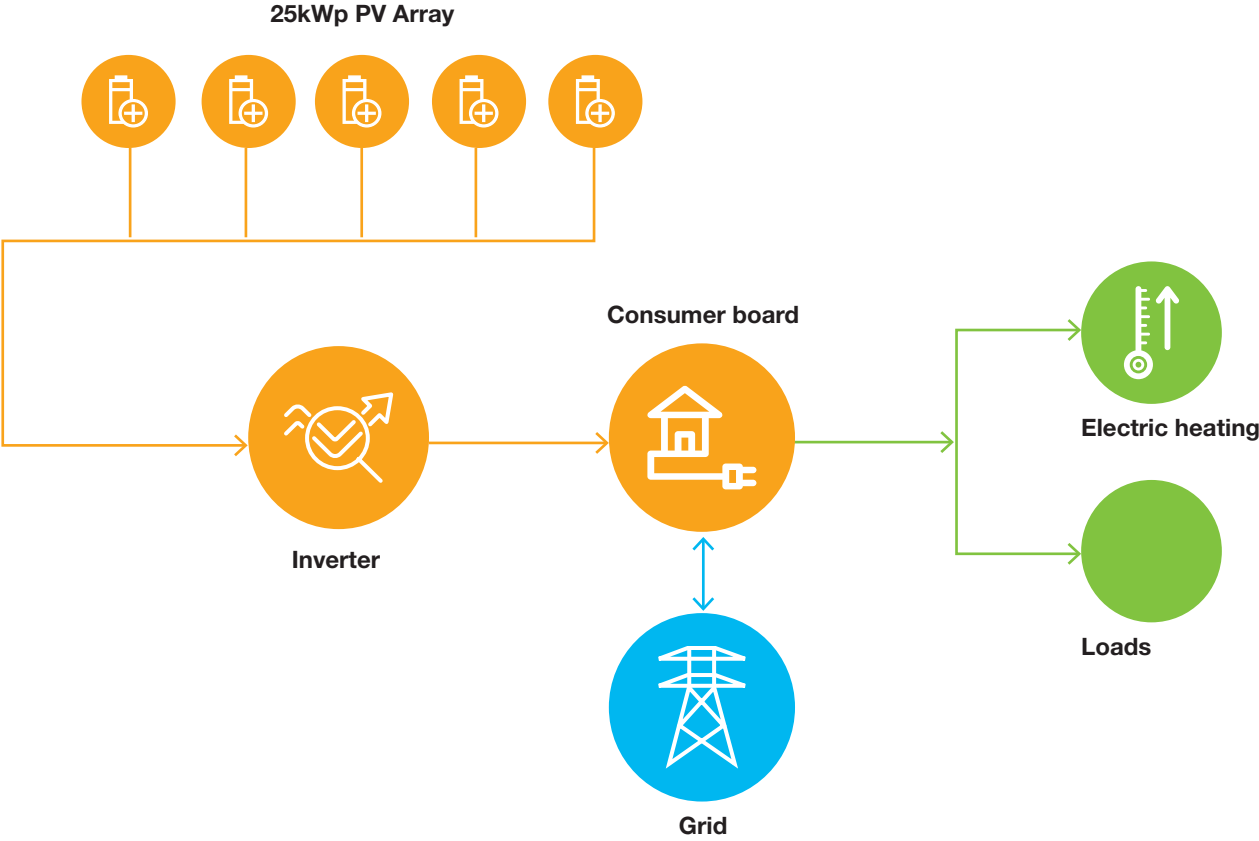 25kWp PV Array
Consumer board
Electric heating
Inverter
Loads
Grid